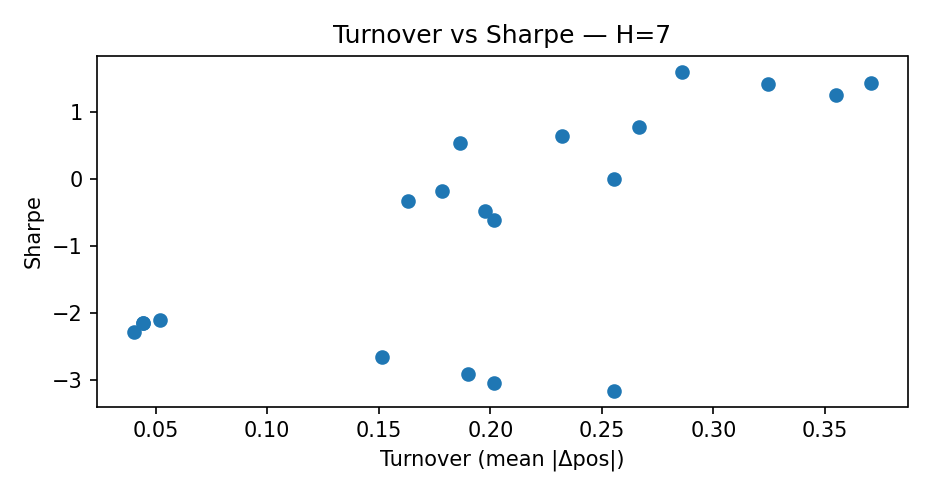 Turnover vs Sharpe — H=7
1
0
−1
−2
−3
Sharpe
0.05 0.10 0.15 0.20 0.25 0.30 0.35
Turnover (mean |Δpos|)